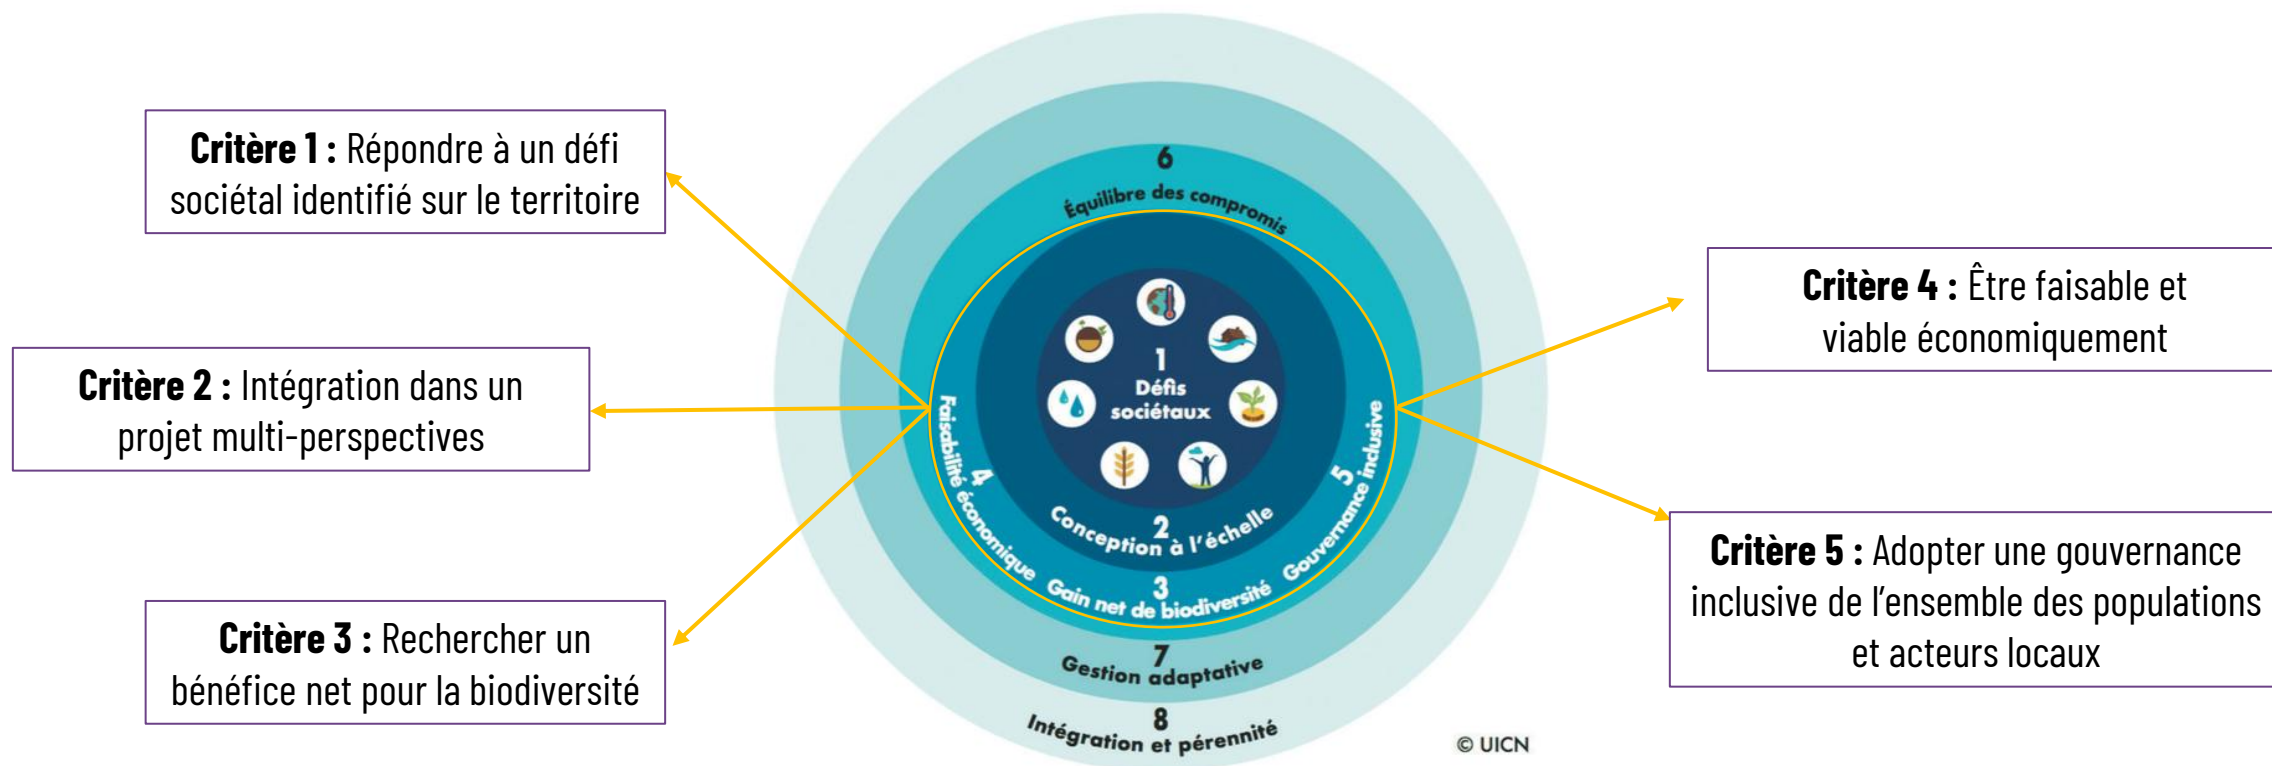 Critère 1 : Répondre à un défi
sociétal identifié sur le territoire
Critère 2 : Intégration dans un
projet multi-perspectives
Critère 3 : Rechercher un
bénéfice net pour la biodiversité
6
Équilibre des compromis
1
Défis
sociétaux
2
Conception à l'échelle
4
Faisabilité économique
3
Gain net de biodiversité
5
Gouvernance inclusive
7
Gestion adaptative
8
Intégration et pérennité
© UICN
Critère 4 : Être faisable et
viable économiquement
Critère 5 : Adopter une gouvernance
inclusive de l'ensemble des populations
et acteurs locaux